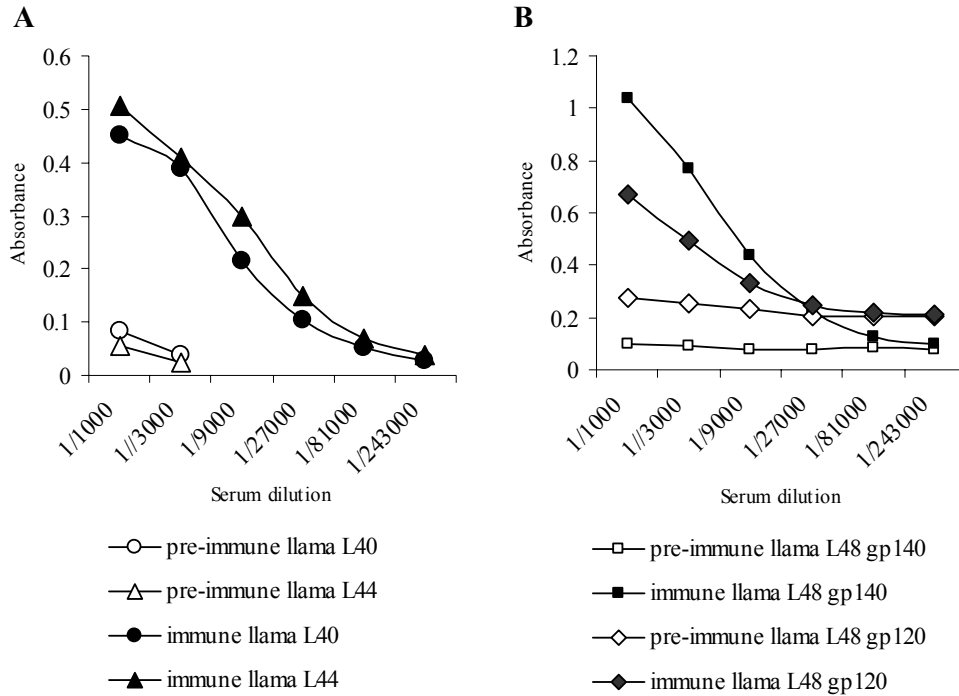 A
B
0.6
0.5
0.4
0.3
0.2
0.1
0
Absorbance
1/1000
1//3000
1/9000
1/27000
1/81000
1/243000
Serum dilution
pre-immune llama L40
pre-immune llama L44
immune llama L40
immune llama L44
1.2
1
0.8
0.6
0.4
0.2
0
Absorbance
1/1000
1//3000
1/9000
1/27000
1/81000
1/243000
Serum dilution
pre-immune llama L48 gp140
immune llama L48 gp140
pre-immune llama L48 gp120
immune llama L48 gp120